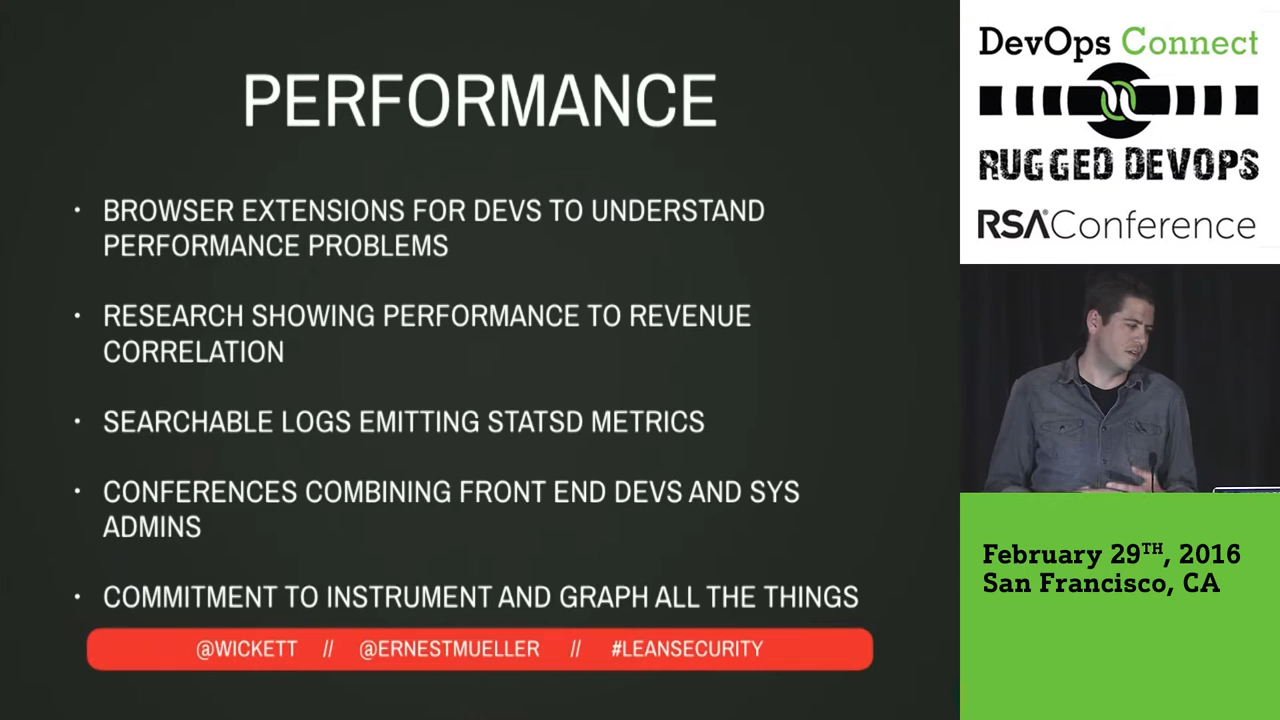 PERFORMANCE
• BROWSER EXTENSIONS FOR DEVS TO UNDERSTAND
PERFORMANCE PROBLEMS
• RESEARCH SHOWING PERFORMANCE TO REVENUE
CORRELATION
• SEARCHABLE LOGS EMITTING STATSD METRICS
• CONFERENCES COMBINING FRONT END DEVS AND SYS
ADMINS
• COMMITMENT TO INSTRUMENT AND GRAPH ALL THE THINGS
@WICKETT // @ERNESTMUELLER // #LEANSECURITY
DevOps Connect
RUGGED DEVOPS
RSA®Conference
February 29TH, 2016
San Francisco, CA